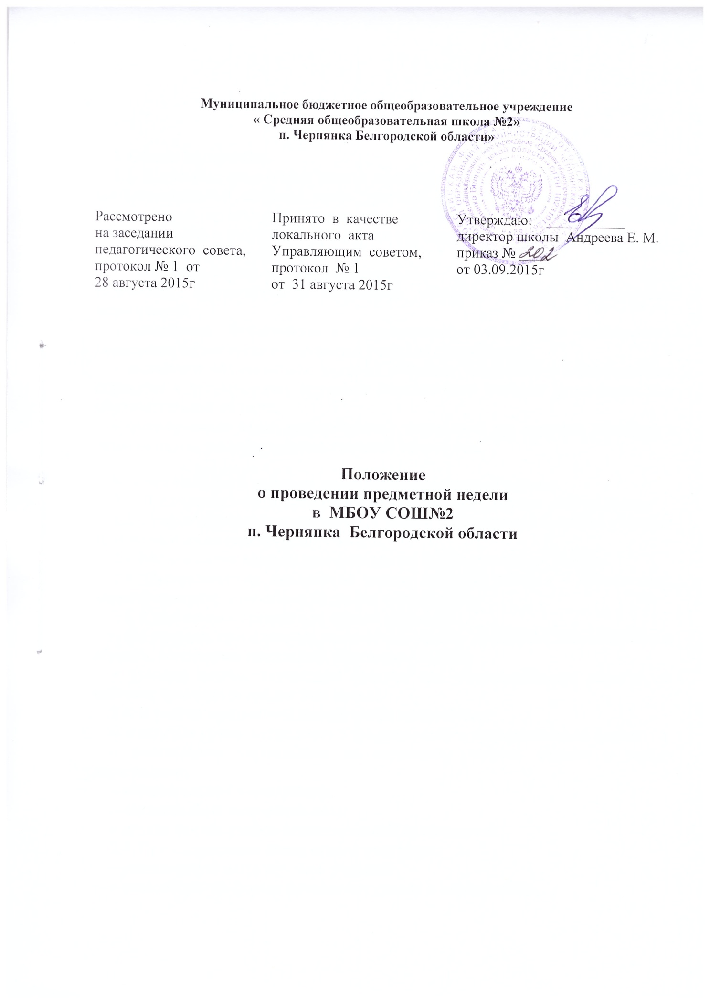 Муниципальное бюджетное общеобразовательное учреждение
« Средняя общеобразовательная школа №2»
п. Чернянка Белгородской области»
Рассмотрено
на заседании
педагогического совета,
протокол № 1 от
28 августа 2015г
Принято в качестве
локального акта
Управляющим советом,
протокол № 1
от 31 августа 2015г
Утверждаю: ___________
директор школы Андреева Е. М.
приказ № 202
от 03.09.2015г
Положение
о проведении предметной недели
в МБОУ СОШ№2
п. Чернянка Белгородской области